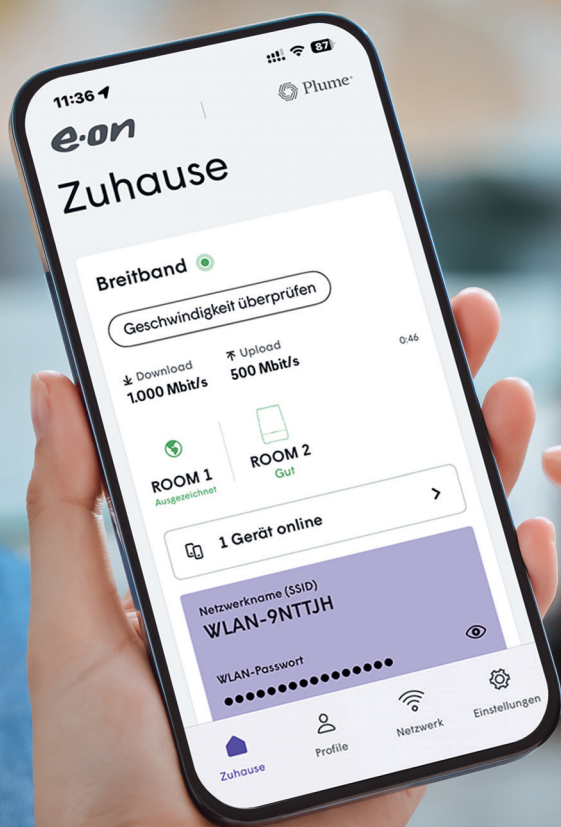 11:36
87
e·on
Plume®
Zuhause
Breitband
Geschwindigkeit überprüfen
Download
Upload
1.000 Mbit/s
500 Mbit/s
0:46
ROOM 1
ROOM 2
Ausgezeichnet
Gut
1 Gerät online
Netzwerkname (SSID)
WLAN-9NTTJH
WLAN-Passwort
●●●●●●●●●●●●●●●
Zuhause
Profile
Netzwerk
Einstellungen